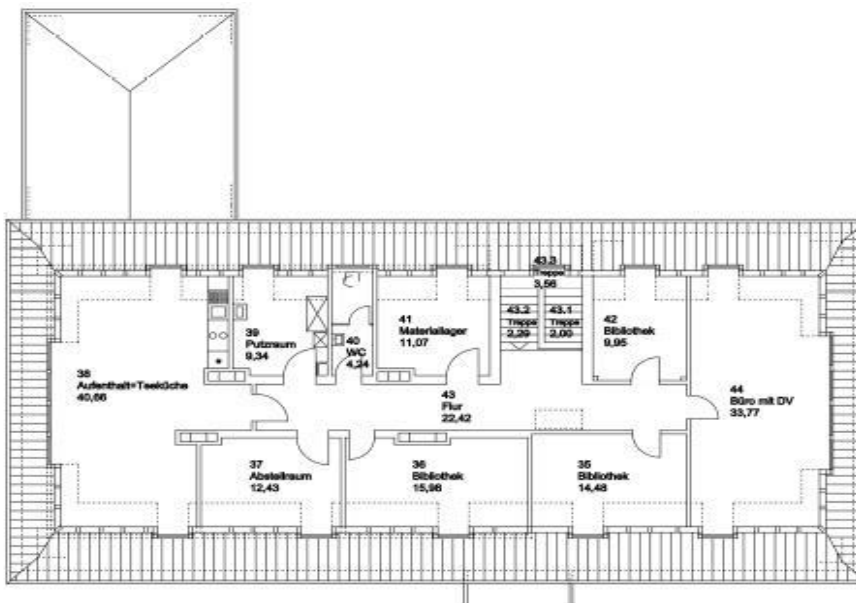 43.3
Treppe
3,56
43.2
Treppe
2,29
43.1
Treppe
2,00
39
Putzraum
9,34
40
WC
4,24
41
Materiallager
11,07
42
Bibliothek
9,95
38
Aufenthalt+Teeküche
40,66
43
Flur
22,42
44
Büro mit DV
33,77
37
Abstellraum
12,43
36
Bibliothek
15,98
35
Bibliothek
14,48